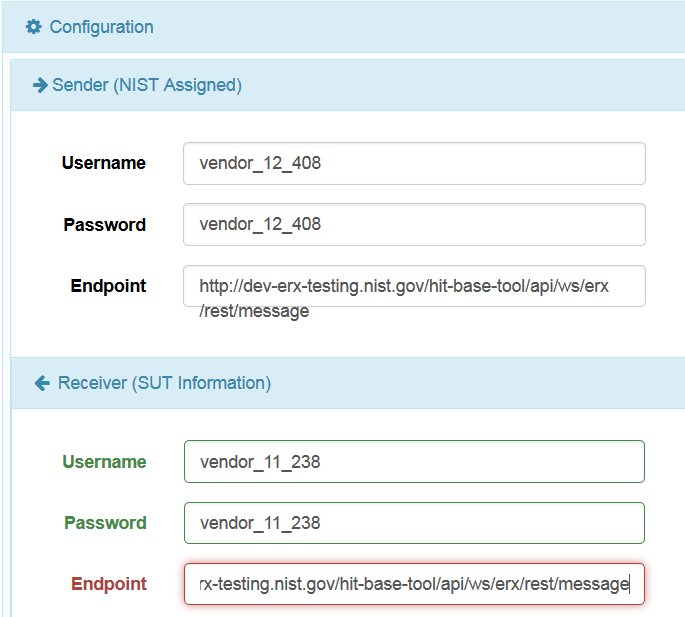 Configuration
Sender (NIST Assigned)
Username
vendor_12_408
Password
vendor_12_408
Endpoint
http://dev-erx-testing.nist.gov/hit-base-tool/api/ws/erx
/rest/message
Receiver (SUT Information)
Username
vendor_11_238
Password
vendor_11_238
Endpoint
rx-testing.nist.gov/hit-base-tool/api/ws/erx/rest/message